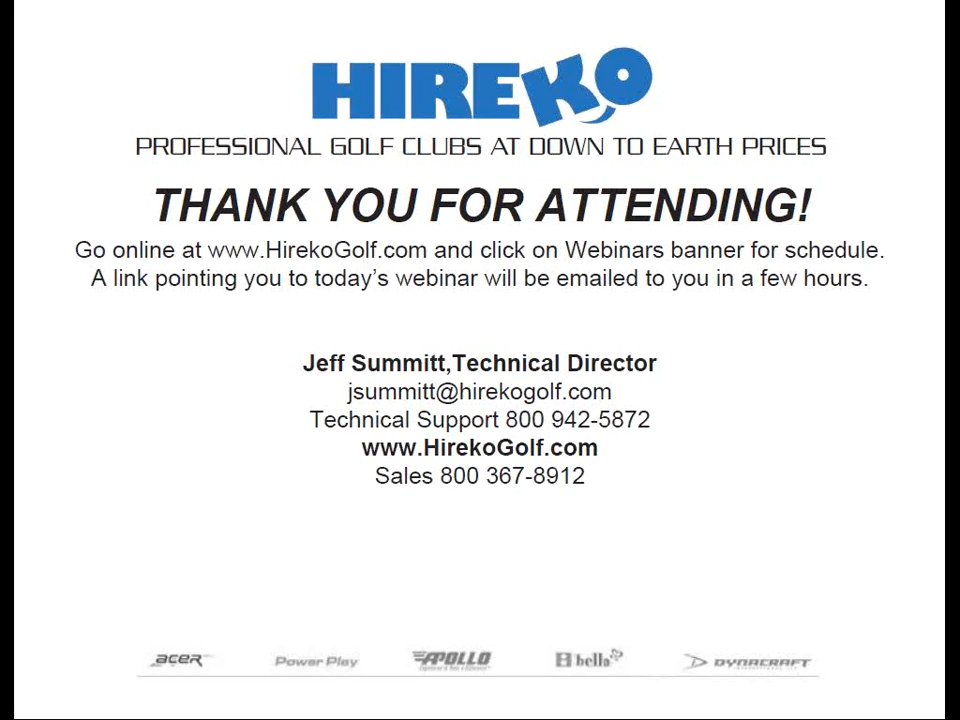 HIREKO
PROFESSIONAL GOLF CLUBS AT DOWN TO EARTH PRICES
THANK YOU FOR ATTENDING!
Go online at www.HirekoGolf.com and click on Webinars banner for schedule.
A link pointing you to today's webinar will be emailed to you in a few hours.
Jeff Summitt,Technical Director
jsummitt@hirekogolf.com
Technical Support 800 942-5872
www.HirekoGolf.com
Sales 800 367-8912
acer Power Play APOLLO bella DYNACRAFT